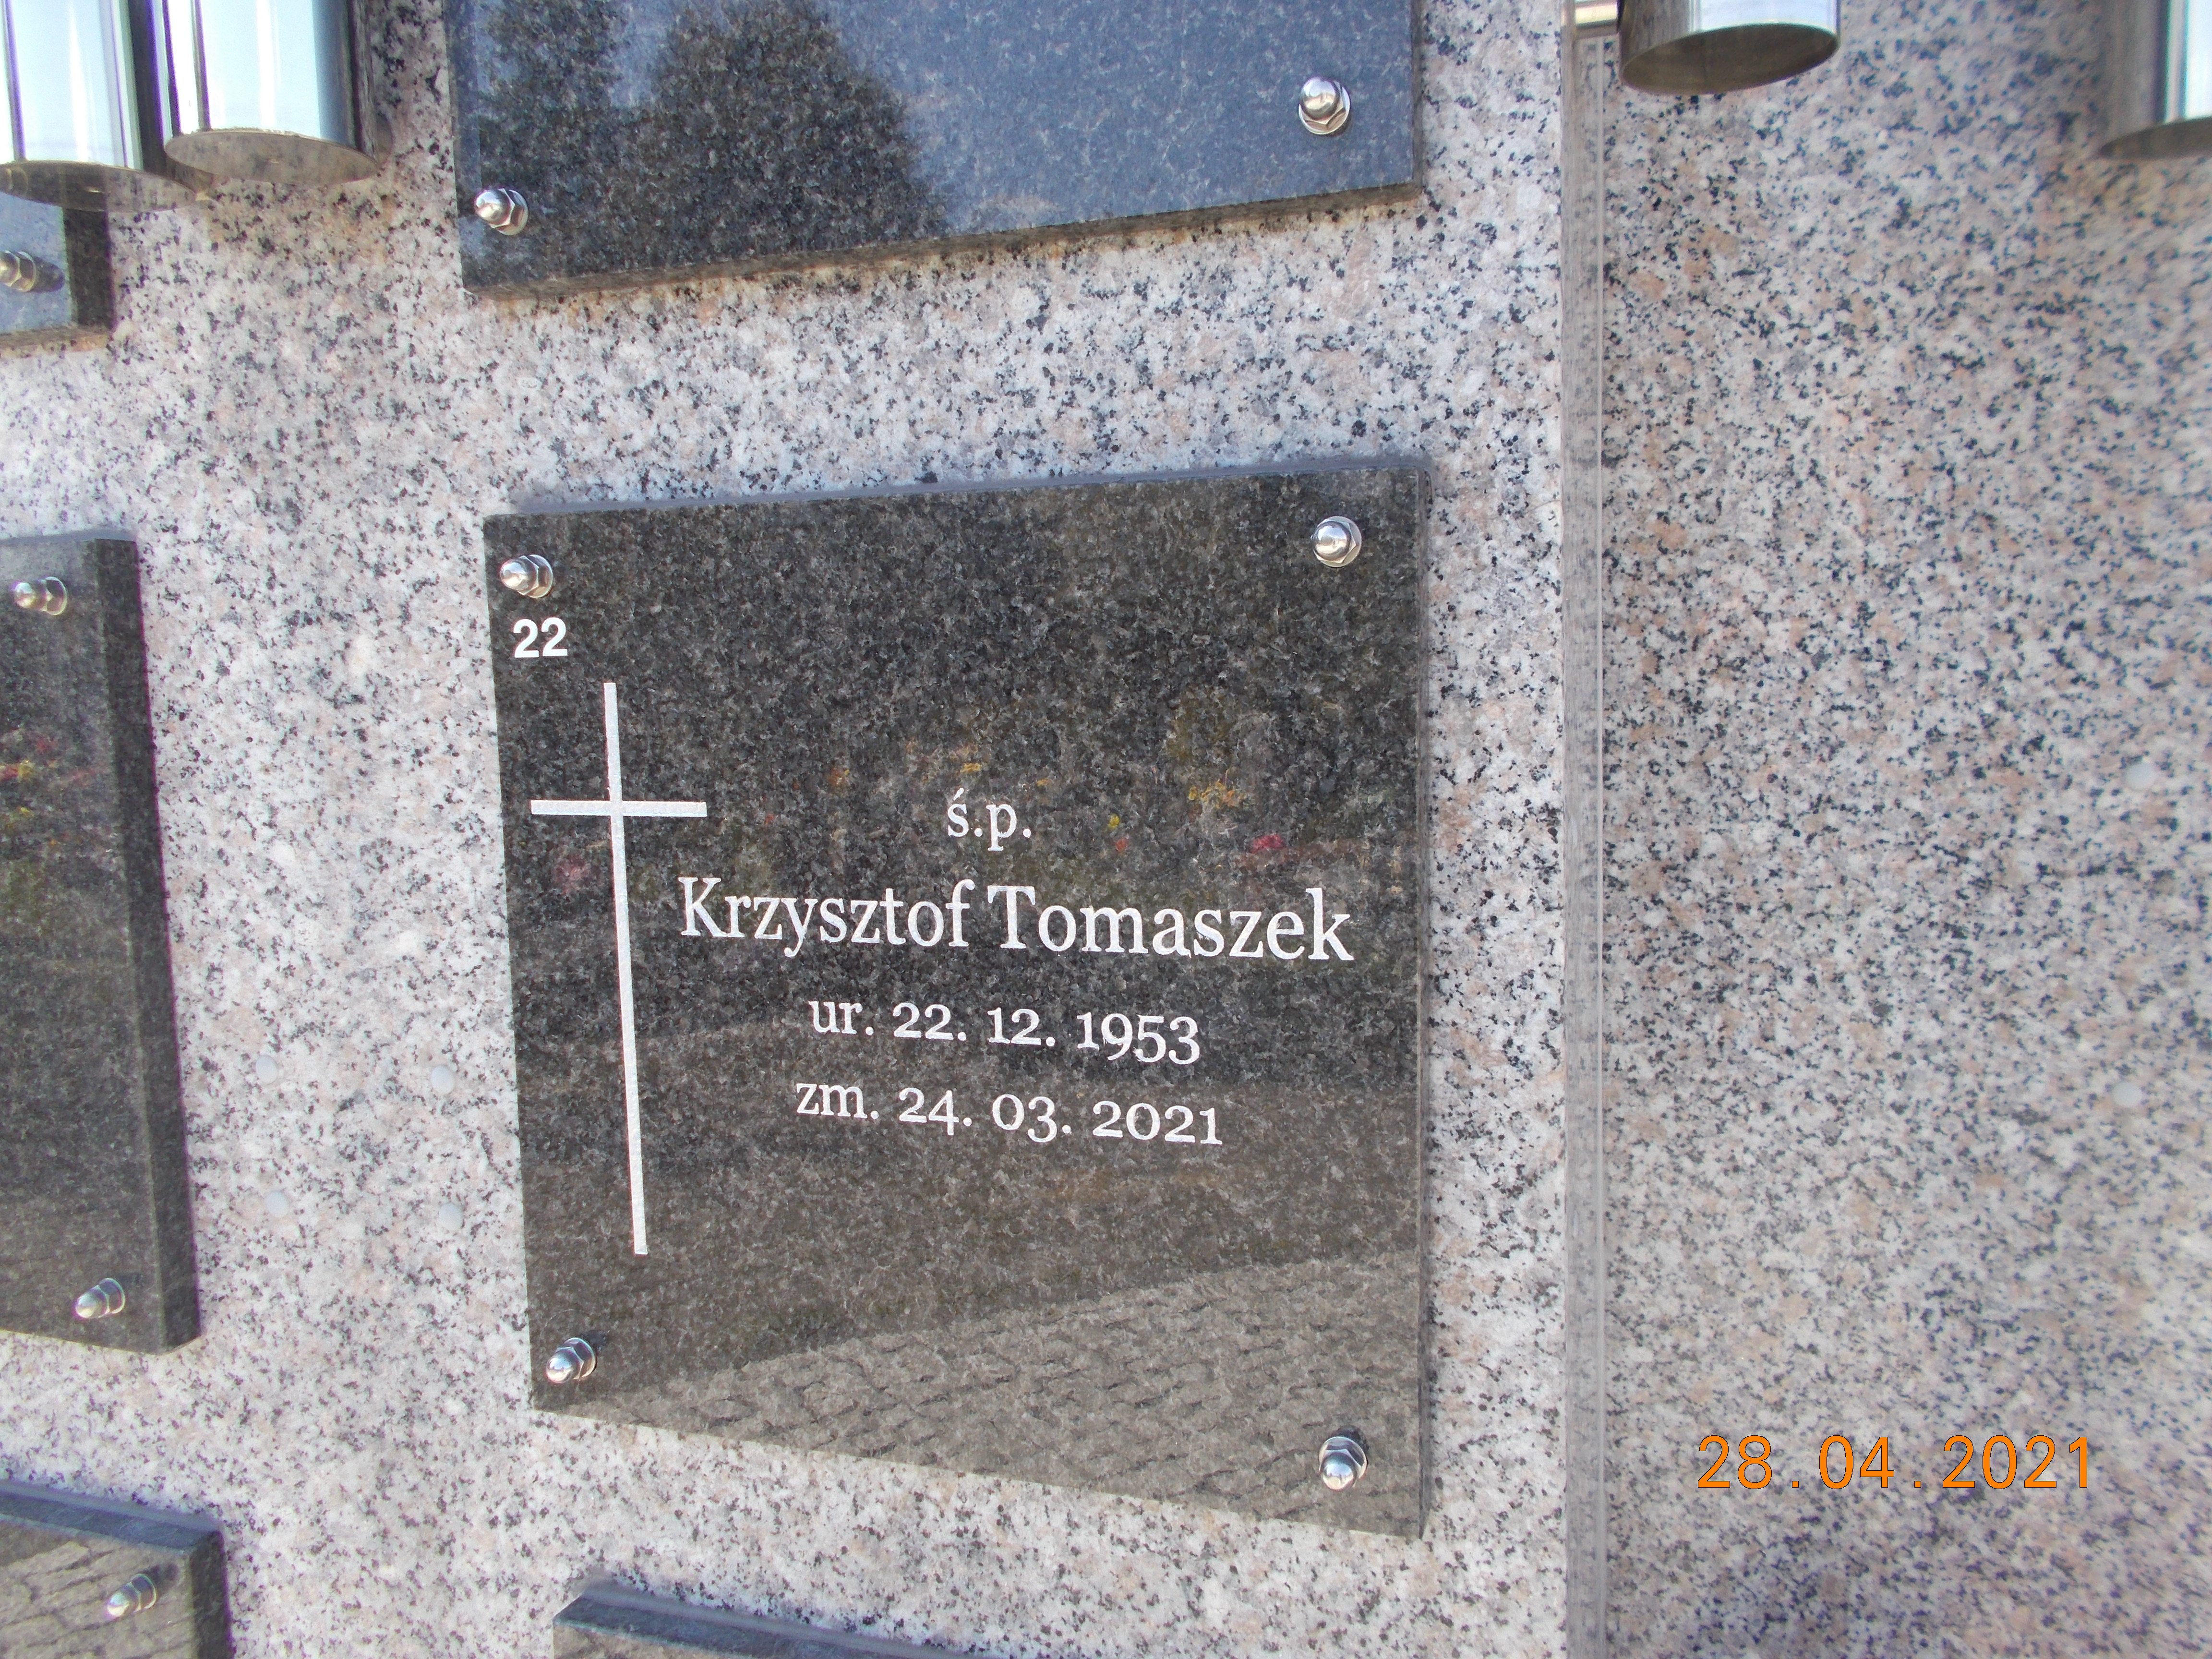 22
ś.p.
Krzysztof Tomaszek
ur. 22. 12. 1953
zm. 24. 03. 2021
28.04.2021